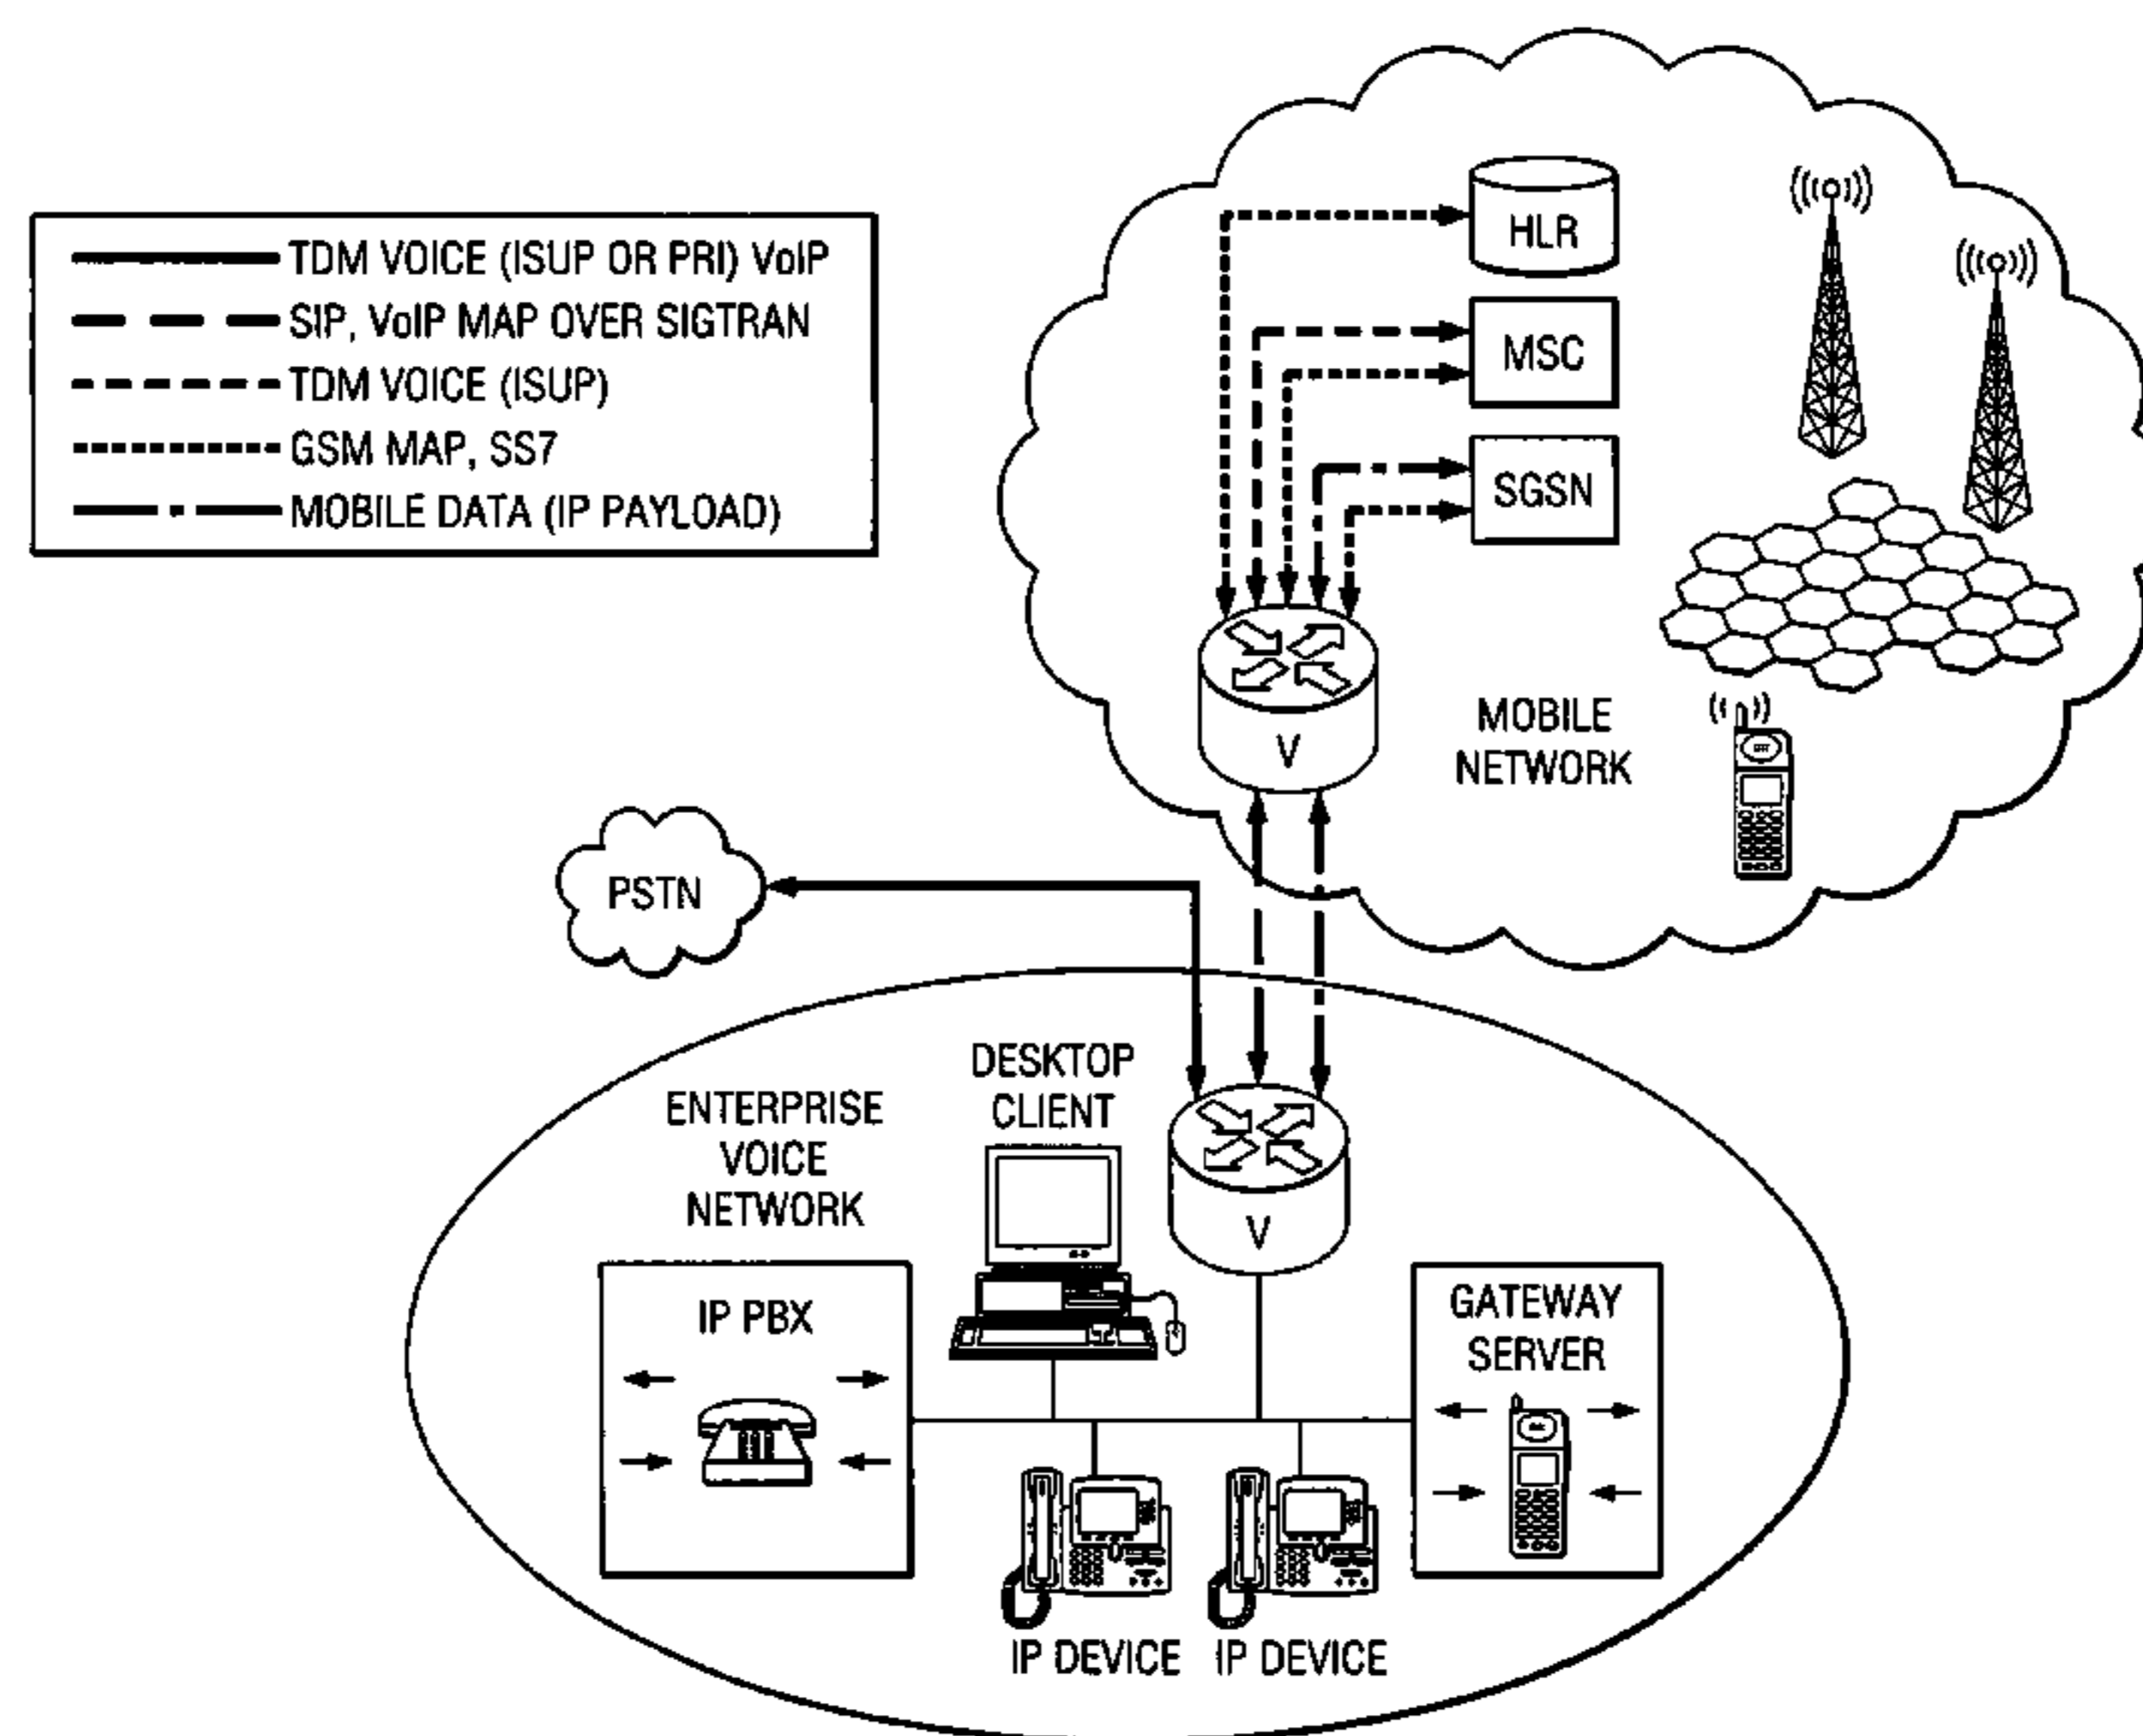 TDM VOICE (ISUP OR PRI) VoIP
SIP, VoIP MAP OVER SIGTRAN
TDM VOICE (ISUP)
GSM MAP, SS7
MOBILE DATA (IP PAYLOAD)
HLR
MSC
SGSN
V
MOBILE
NETWORK
PSTN
DESKTOP
CLIENT
ENTERPRISE
VOICE
NETWORK
V
IP PBX
GATEWAY
SERVER
IP DEVICE
IP DEVICE